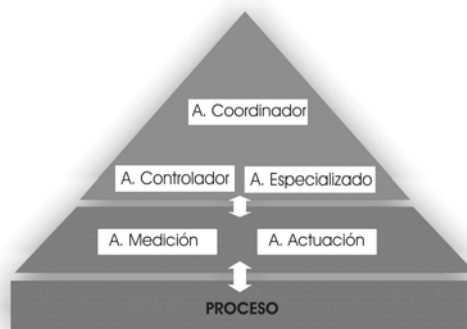 A. Coordinador
A. Controlador A. Especializado
A. Medición A. Actuación
PROCESO